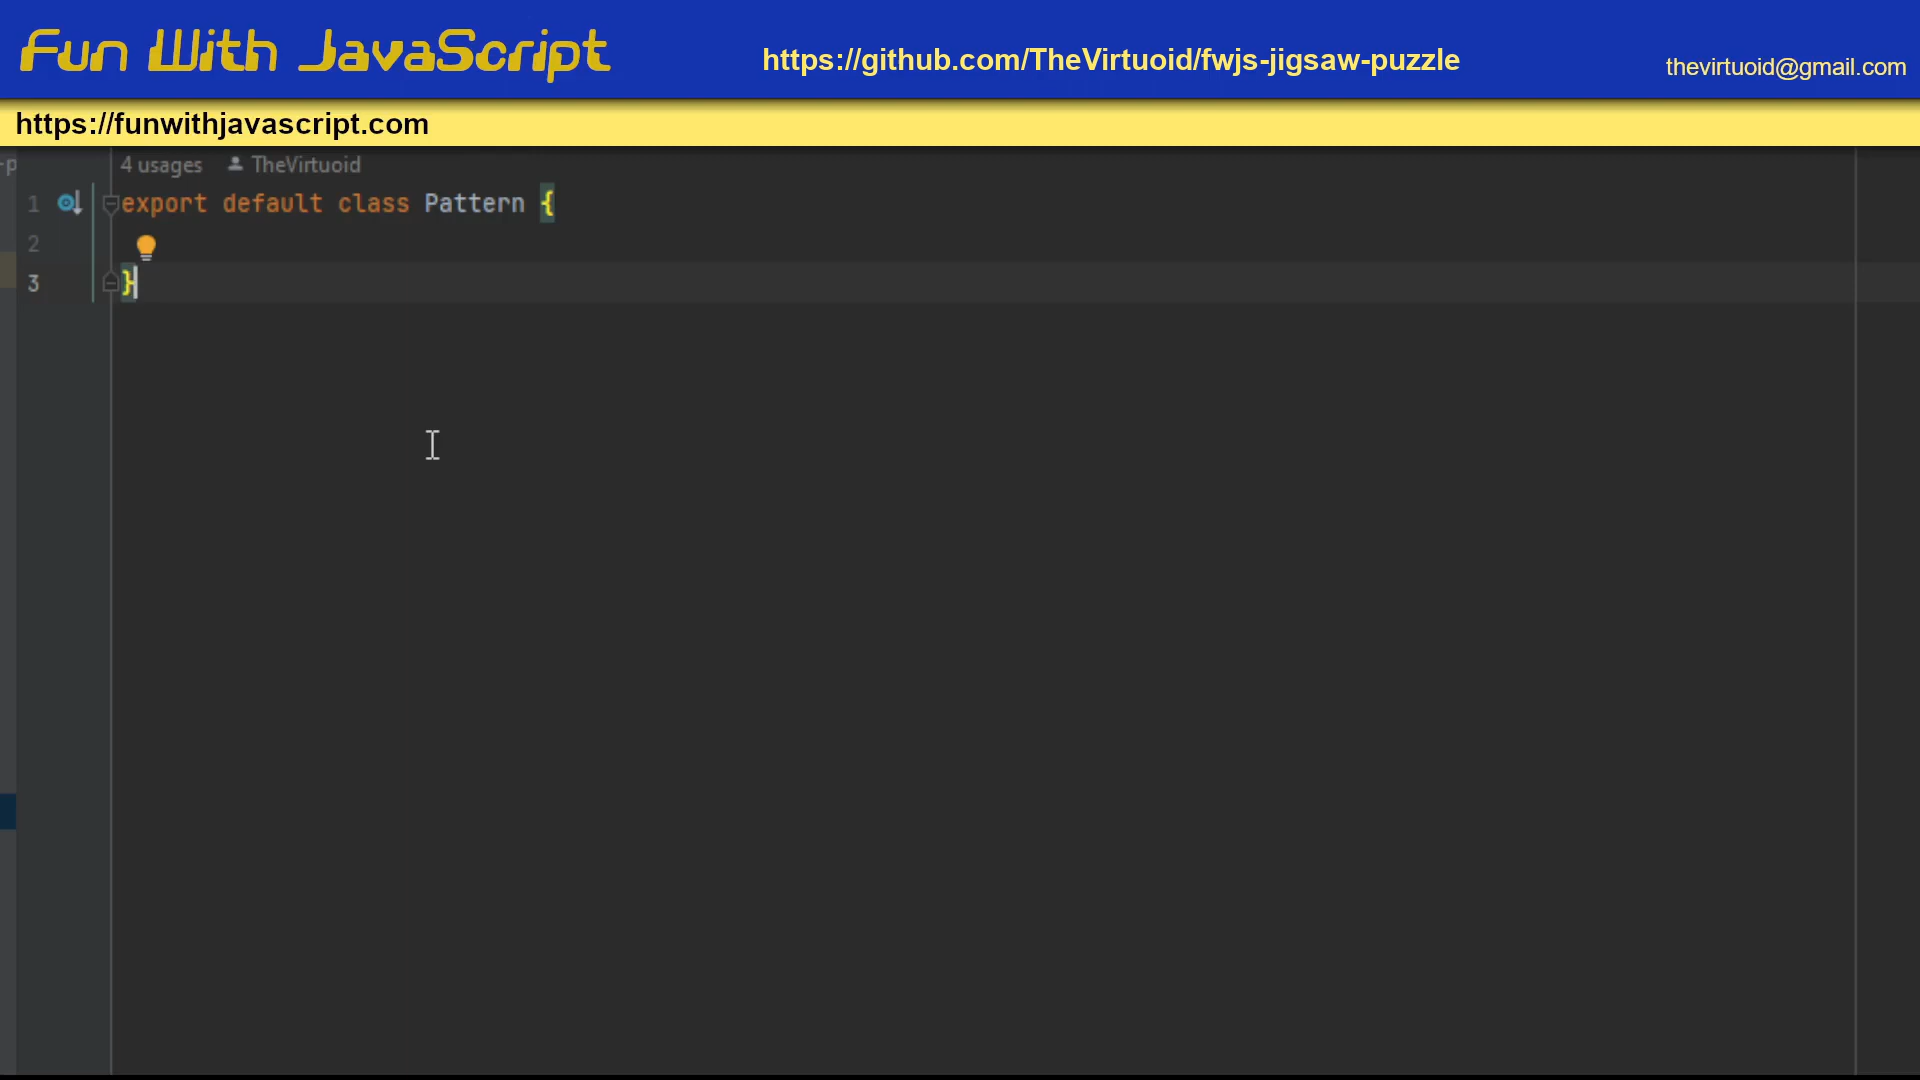 Fun With JavaScript
https://github.com/TheVirtuoid/fwjs-jigsaw-puzzle
thevirtuoid@gmail.com
https://funwithjavascript.com
-p
4 usages TheVirtuoid
1 export default class Pattern {
2
3 }